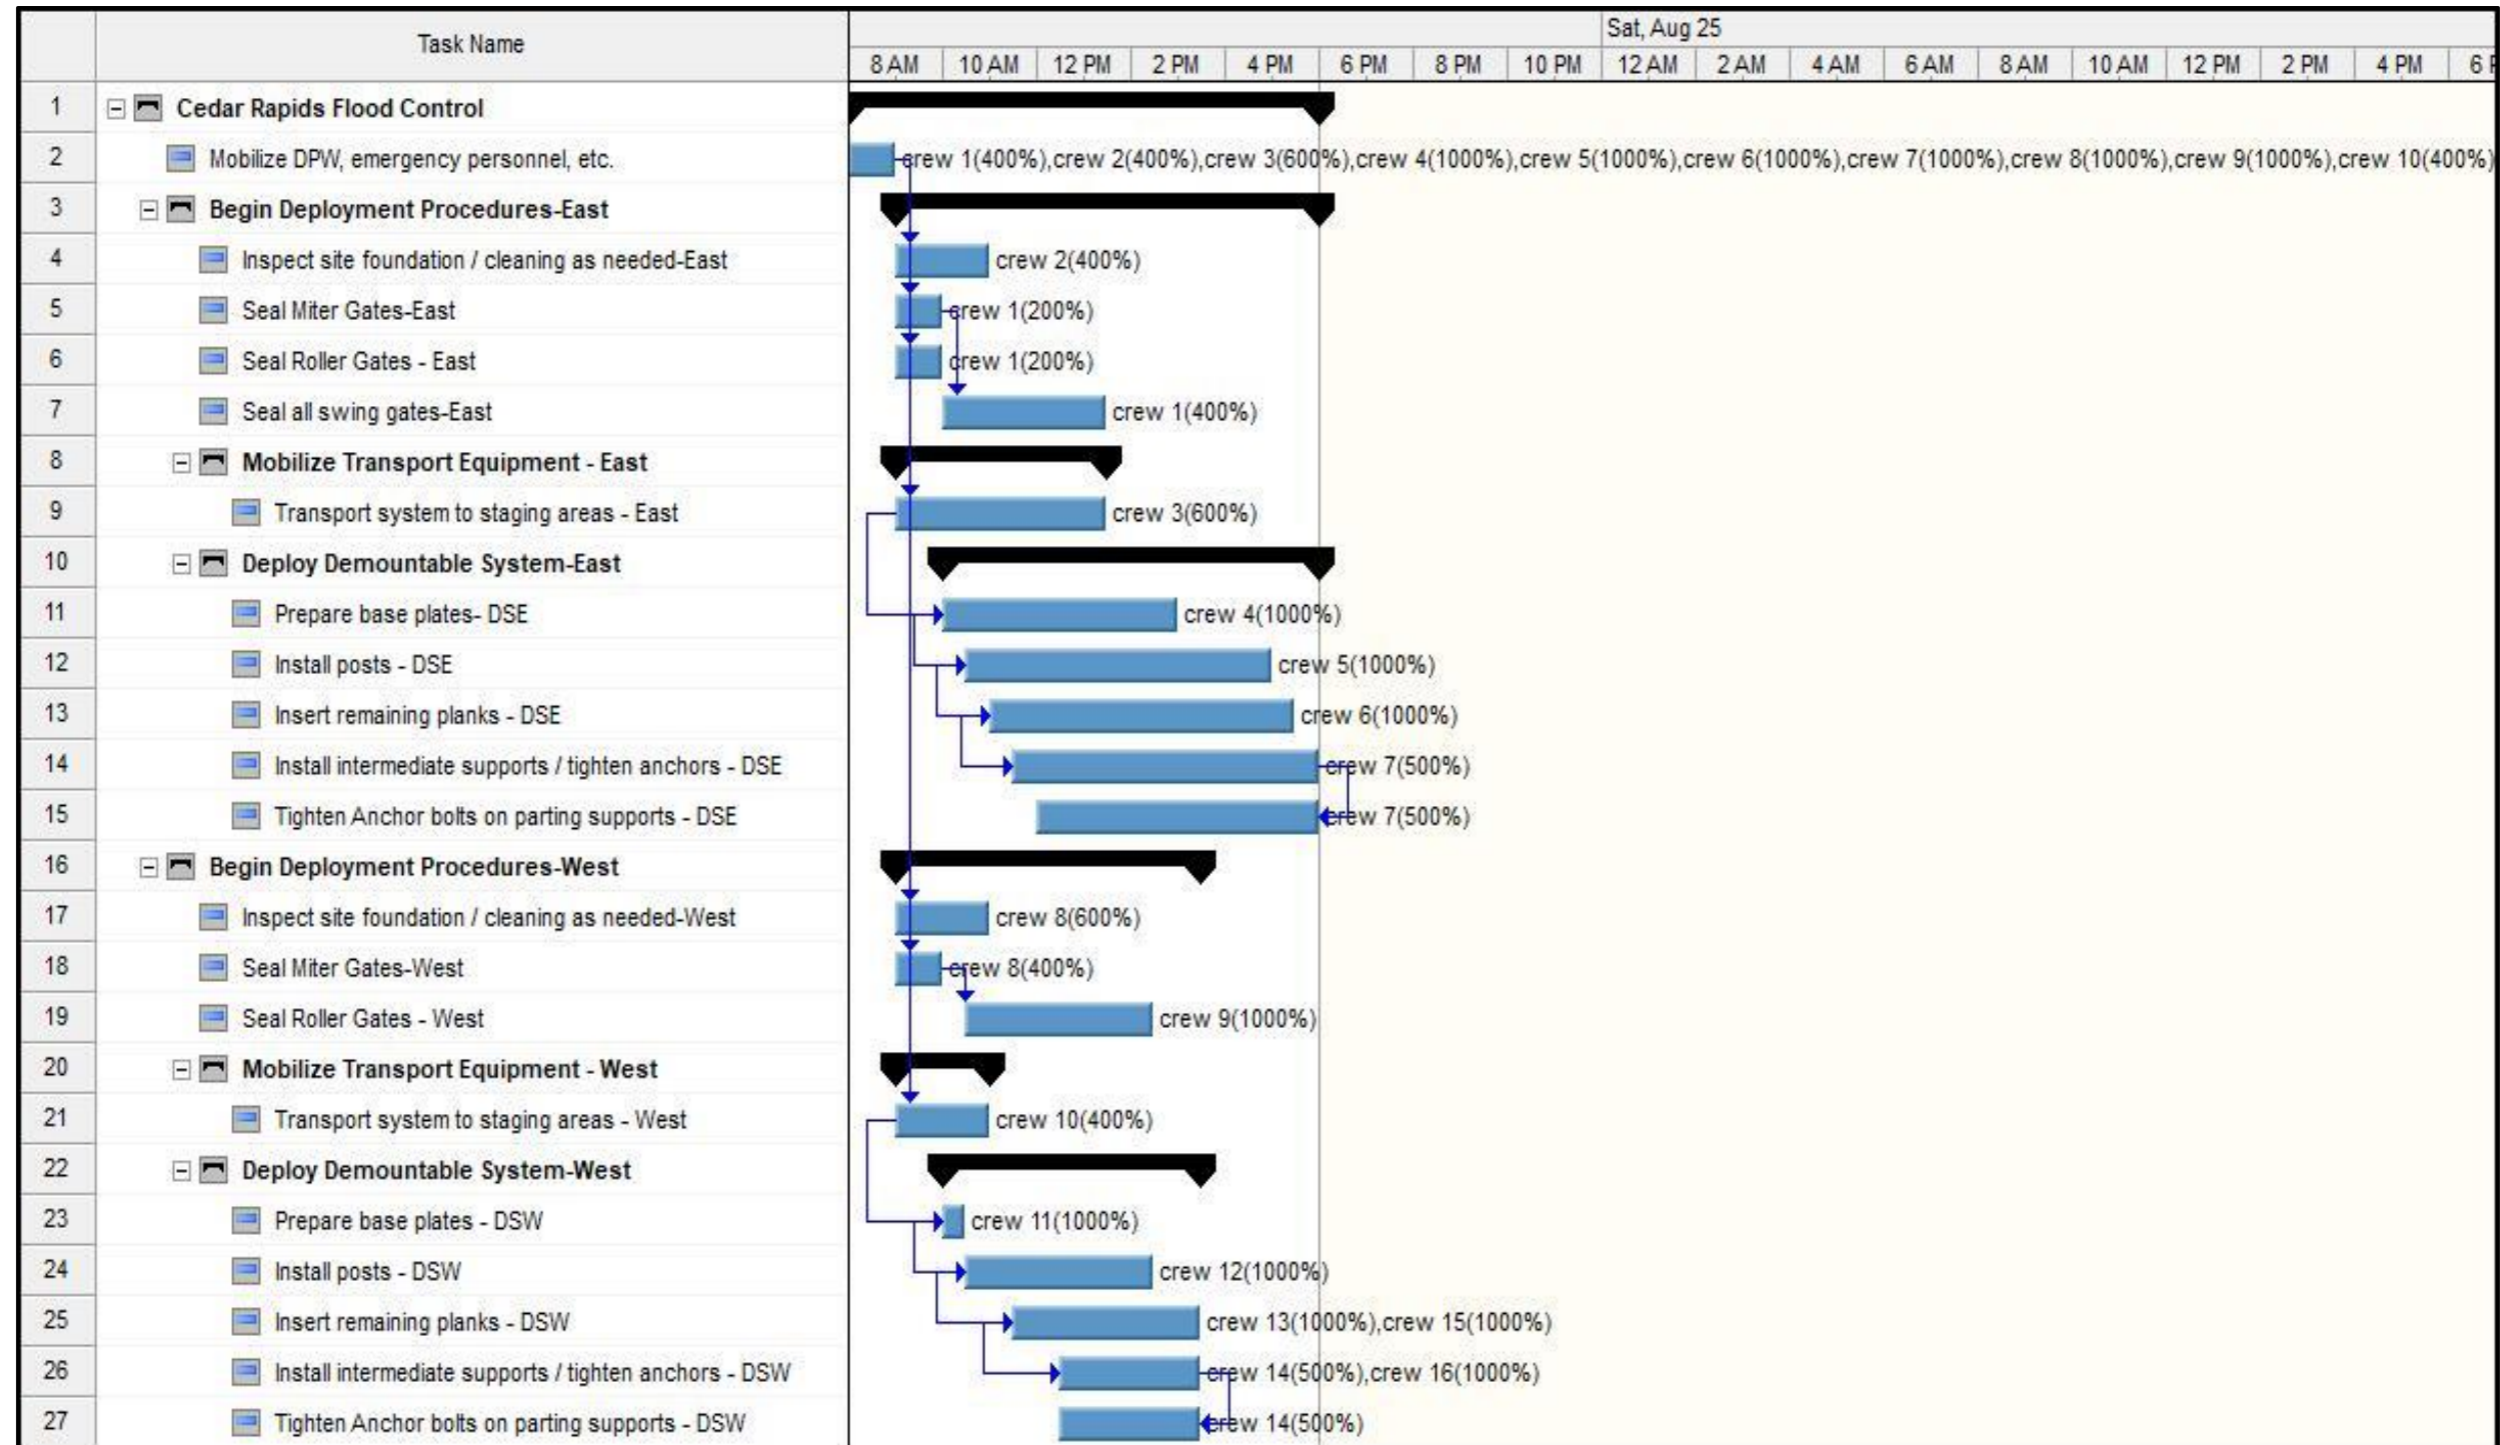 Task Name
Sat, Aug 25
8 AM 10 AM 12 PM 2 PM 4 PM 6 PM 8 PM 10 PM 12 AM 2 AM 4 AM 6 AM 8 AM 10 AM 12 PM 2 PM 4 PM 6
1 Cedar Rapids Flood Control
2 Mobilize DPW, emergency personnel, etc. crew 1(400%),crew 2(400%),crew 3(600%),crew 4(1000%),crew 5(1000%),crew 6(1000%),crew 7(1000%),crew 8(1000%),crew 9(1000%),crew 10(400%)
3 Begin Deployment Procedures-East
4 Inspect site foundation / cleaning as needed-East crew 2(400%)
5 Seal Miter Gates-East crew 1(200%)
6 Seal Roller Gates - East crew 1(200%)
7 Seal all swing gates-East crew 1(400%)
8 Mobilize Transport Equipment - East
9 Transport system to staging areas - East crew 3(600%)
10 Deploy Demountable System-East
11 Prepare base plates- DSE crew 4(1000%)
12 Install posts - DSE crew 5(1000%)
13 Insert remaining planks - DSE crew 6(1000%)
14 Install intermediate supports / tighten anchors - DSE crew 7(500%)
15 Tighten Anchor bolts on parting supports - DSE crew 7(500%)
16 Begin Deployment Procedures-West
17 Inspect site foundation / cleaning as needed-West crew 8(600%)
18 Seal Miter Gates-West crew 8(400%)
19 Seal Roller Gates - West crew 9(1000%)
20 Mobilize Transport Equipment - West
21 Transport system to staging areas - West crew 10(400%)
22 Deploy Demountable System-West
23 Prepare base plates - DSW crew 11(1000%)
24 Install posts - DSW crew 12(1000%)
25 Insert remaining planks - DSW crew 13(1000%),crew 15(1000%)
26 Install intermediate supports / tighten anchors - DSW crew 14(500%),crew 16(1000%)
27 Tighten Anchor bolts on parting supports - DSW crew 14(500%)